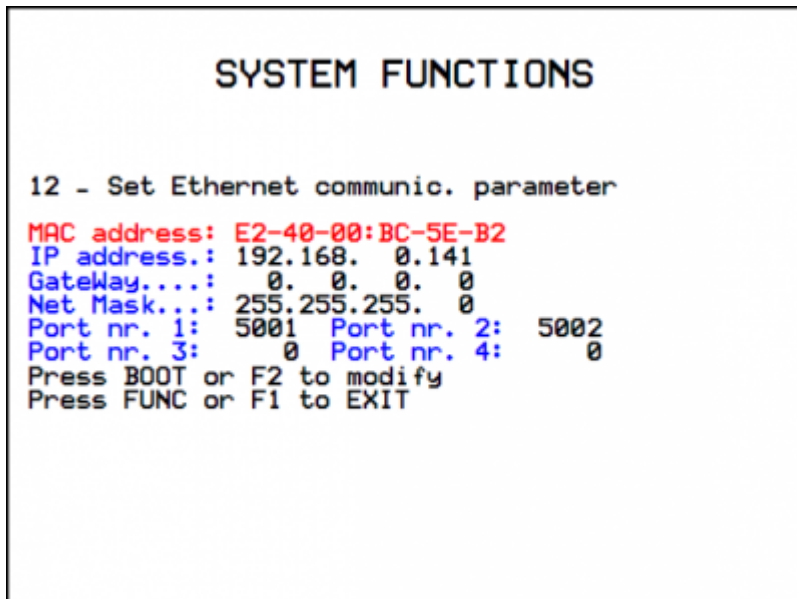 SYSTEM FUNCTIONS
12 - Set Ethernet communic. parameter
MAC address: E2-40-00:BC-5E-B2
IP address.: 192.168.  0.141
GateWay....:   0.  0.  0.  0
Net Mask...: 255.255.255.  0
Port nr. 1:  5001  Port nr. 2:  5002
Port nr. 3:     0  Port nr. 4:     0
Press BOOT or F2 to modify
Press FUNC or F1 to EXIT